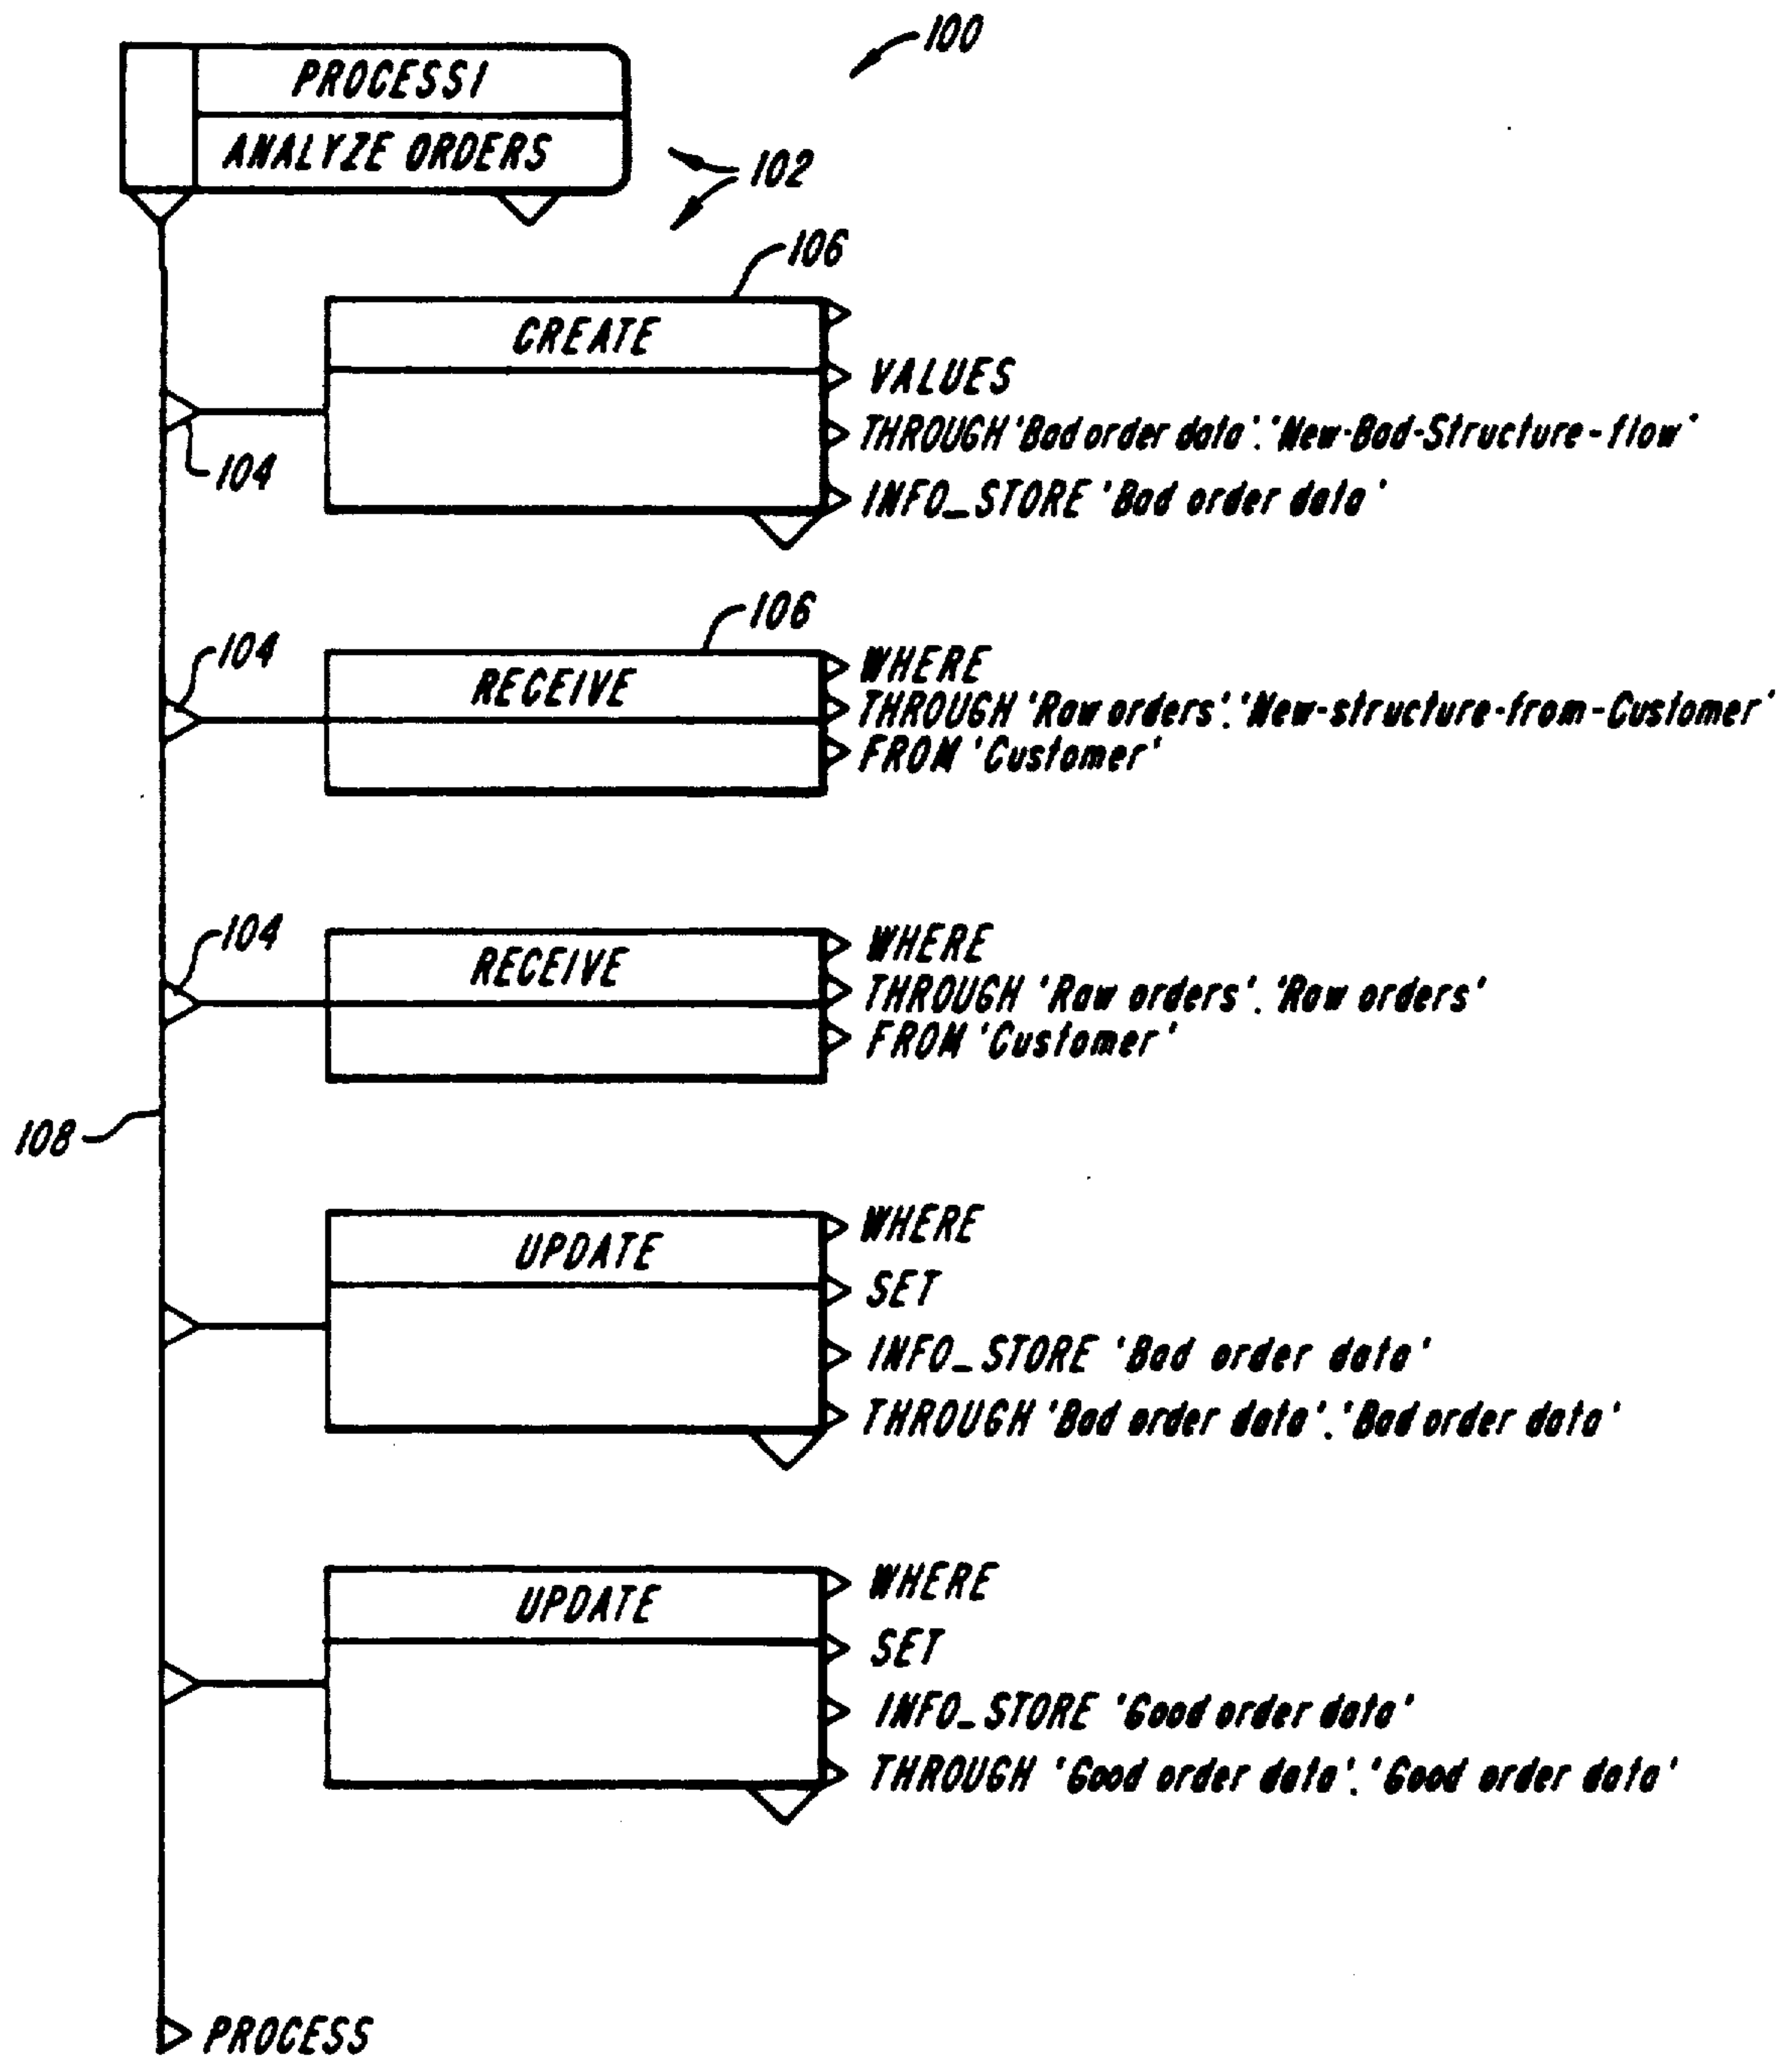 100
PROCESS1
ANALYZE ORDERS
102
106
CREATE
VALUES
THROUGH 'Bad order data'.'New-Bad-Structure-flow'
104
INFO_STORE 'Bad order data'
106
104
RECEIVE
WHERE
THROUGH 'Raw orders'.'New-structure-from-Customer'
FROM 'Customer'
104
RECEIVE
WHERE
THROUGH 'Raw orders'.'Raw orders'
FROM 'Customer'
108
UPDATE
WHERE
SET
INFO_STORE 'Bad order data'
THROUGH 'Bad order data'.'Bad order data'
UPDATE
WHERE
SET
INFO_STORE 'Good order data'
THROUGH 'Good order data'.'Good order data'
PROCESS